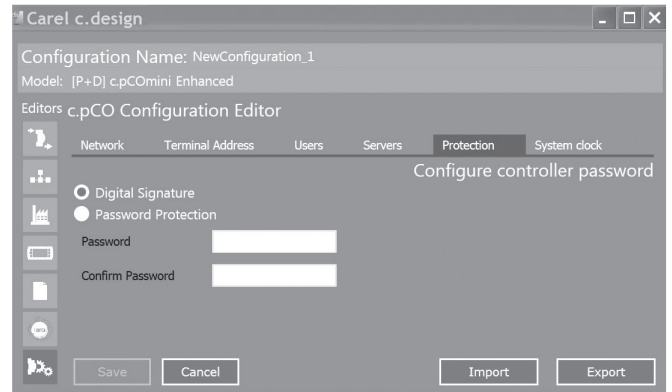 Carel c.design
Configuration Name: NewConfiguration_1
Model: [P+D] c.pCOmini Enhanced
Editors c.pCO Configuration Editor
Network Terminal Address Users Servers Protection System clock
Configure controller password
Digital Signature
Password Protection
Password
Confirm Password
Save Cancel Import Export